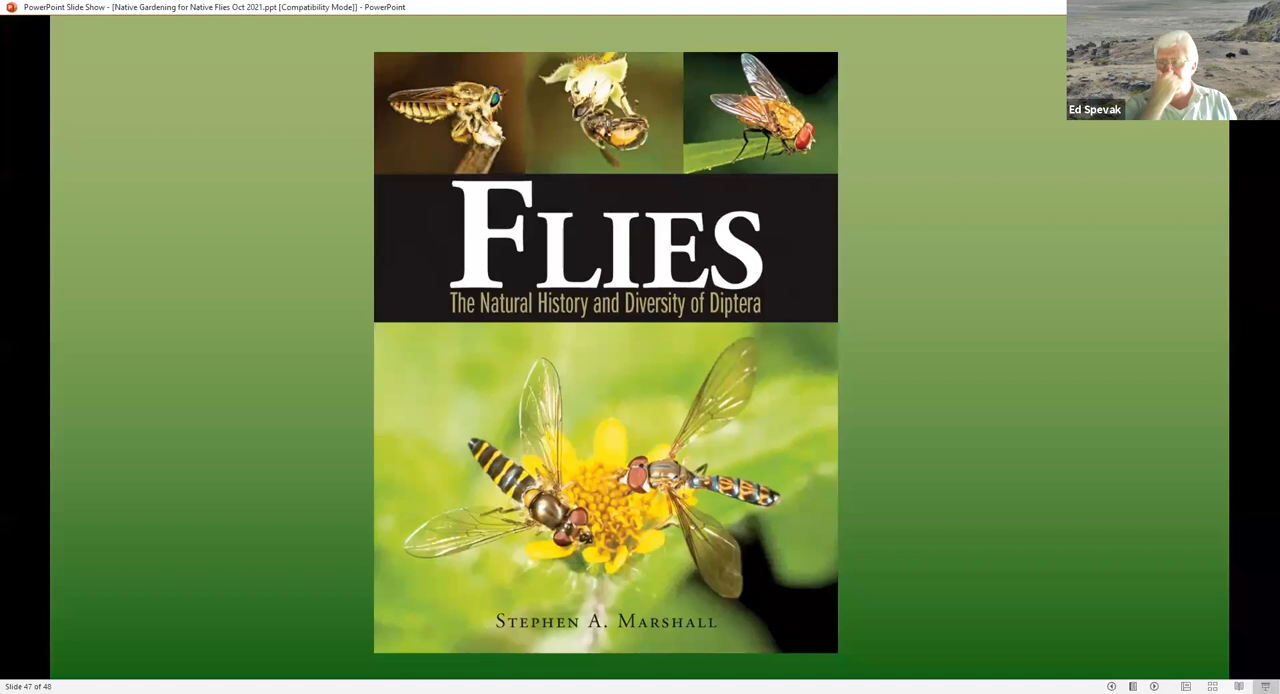 PowerPoint Slide Show - [Native Gardening for Native Flies Oct 2021.ppt [Compatibility Mode]] - PowerPoint
Ed Spevak
FLIES
The Natural History and Diversity of Diptera
STEPHEN A. MARSHALL
Slide 47 of 48